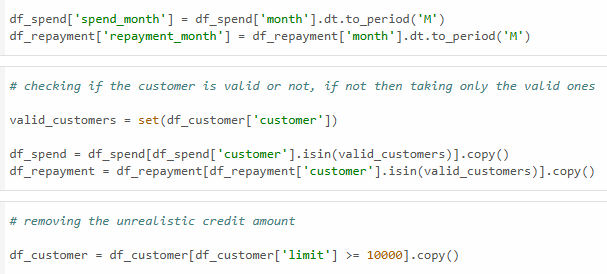 df_spend['spend_month'] = df_spend['month'].dt.to_period('M')
df_repayment['repayment_month'] = df_repayment['month'].dt.to_period('M')
# checking if the customer is valid or not, if not then taking only the valid ones
valid_customers = set(df_customer['customer'])
df_spend = df_spend[df_spend['customer'].isin(valid_customers)].copy()
df_repayment = df_repayment[df_repayment['customer'].isin(valid_customers)].copy()
# removing the unrealistic credit amount
df_customer = df_customer[df_customer['limit'] >= 10000].copy()